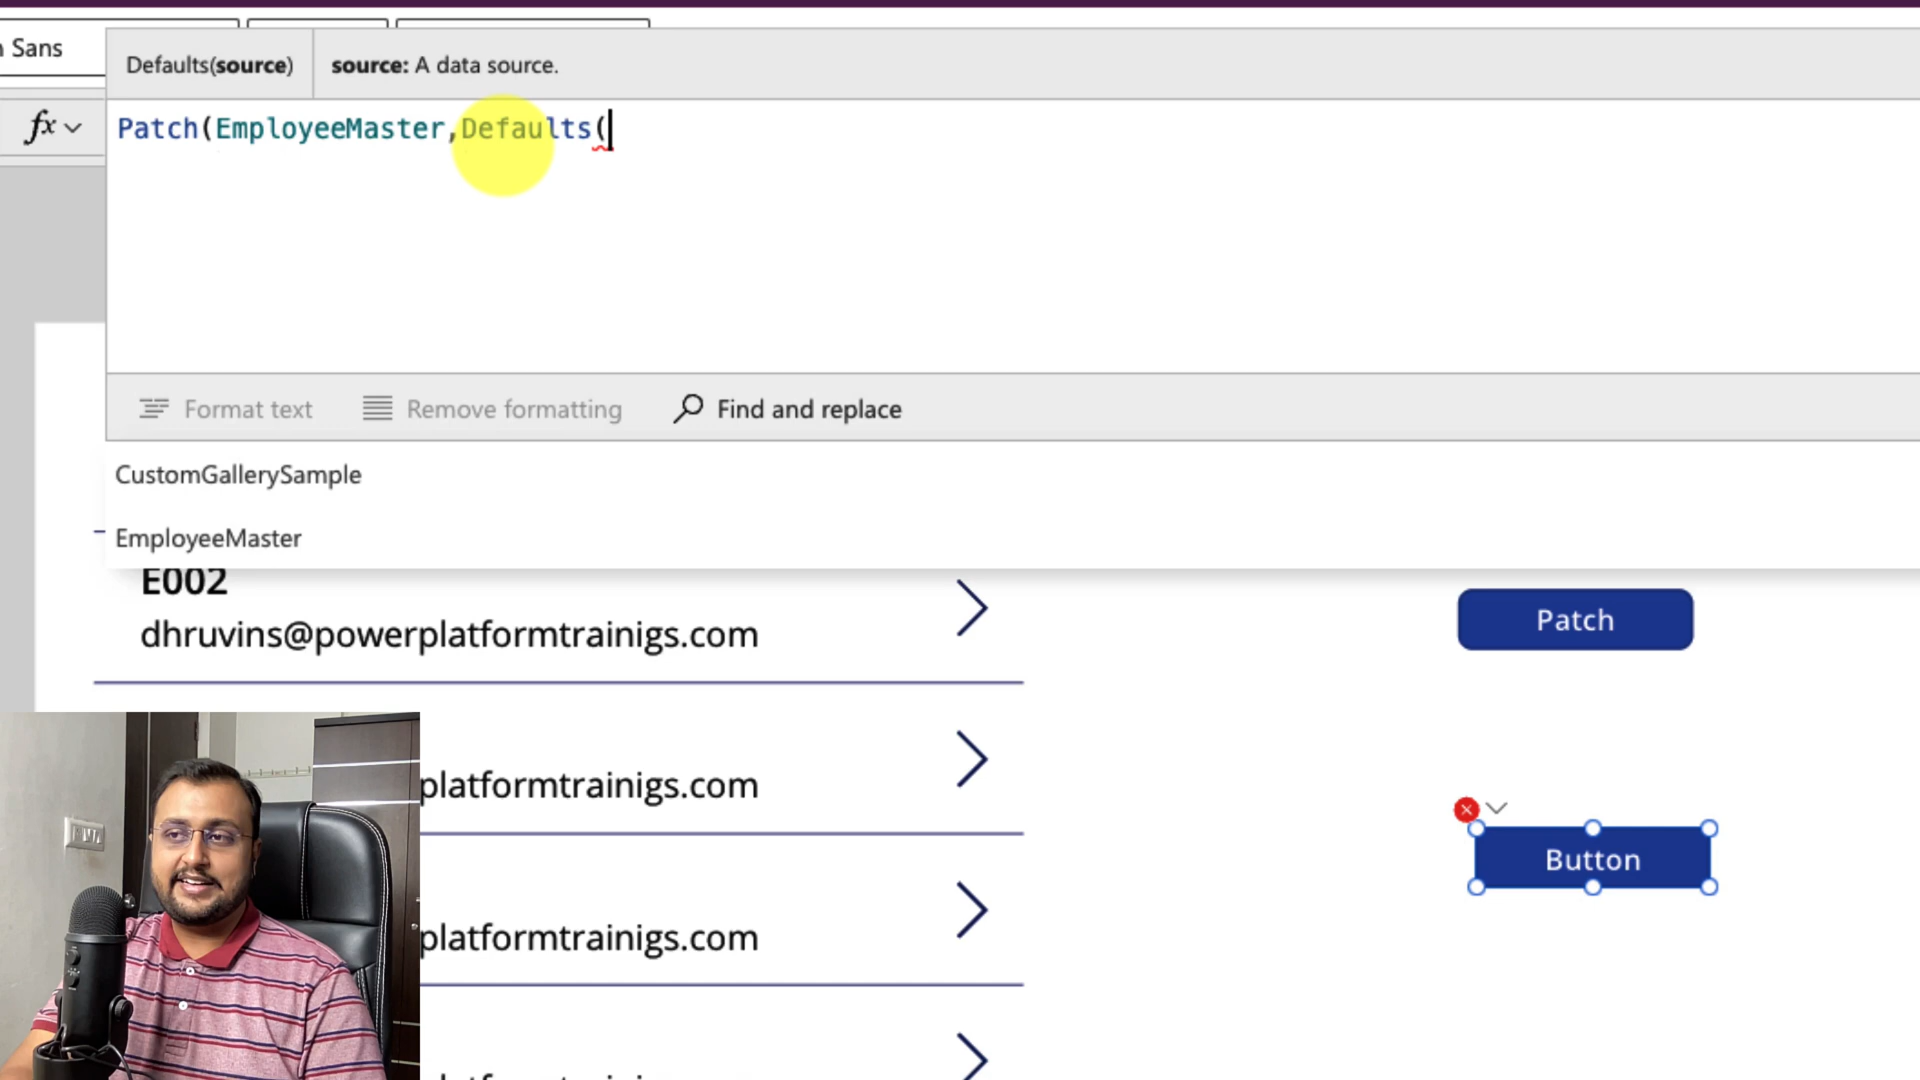 n Sans
Defaults(source)
source: A data source.
fx
Patch(EmployeeMaster,Defaults(
Format text
Remove formatting
Find and replace
CustomGallerySample
EmployeeMaster
E002
dhruvins@powerplatformtrainigs.com
Patch
platformtrainigs.com
Button
platformtrainigs.com